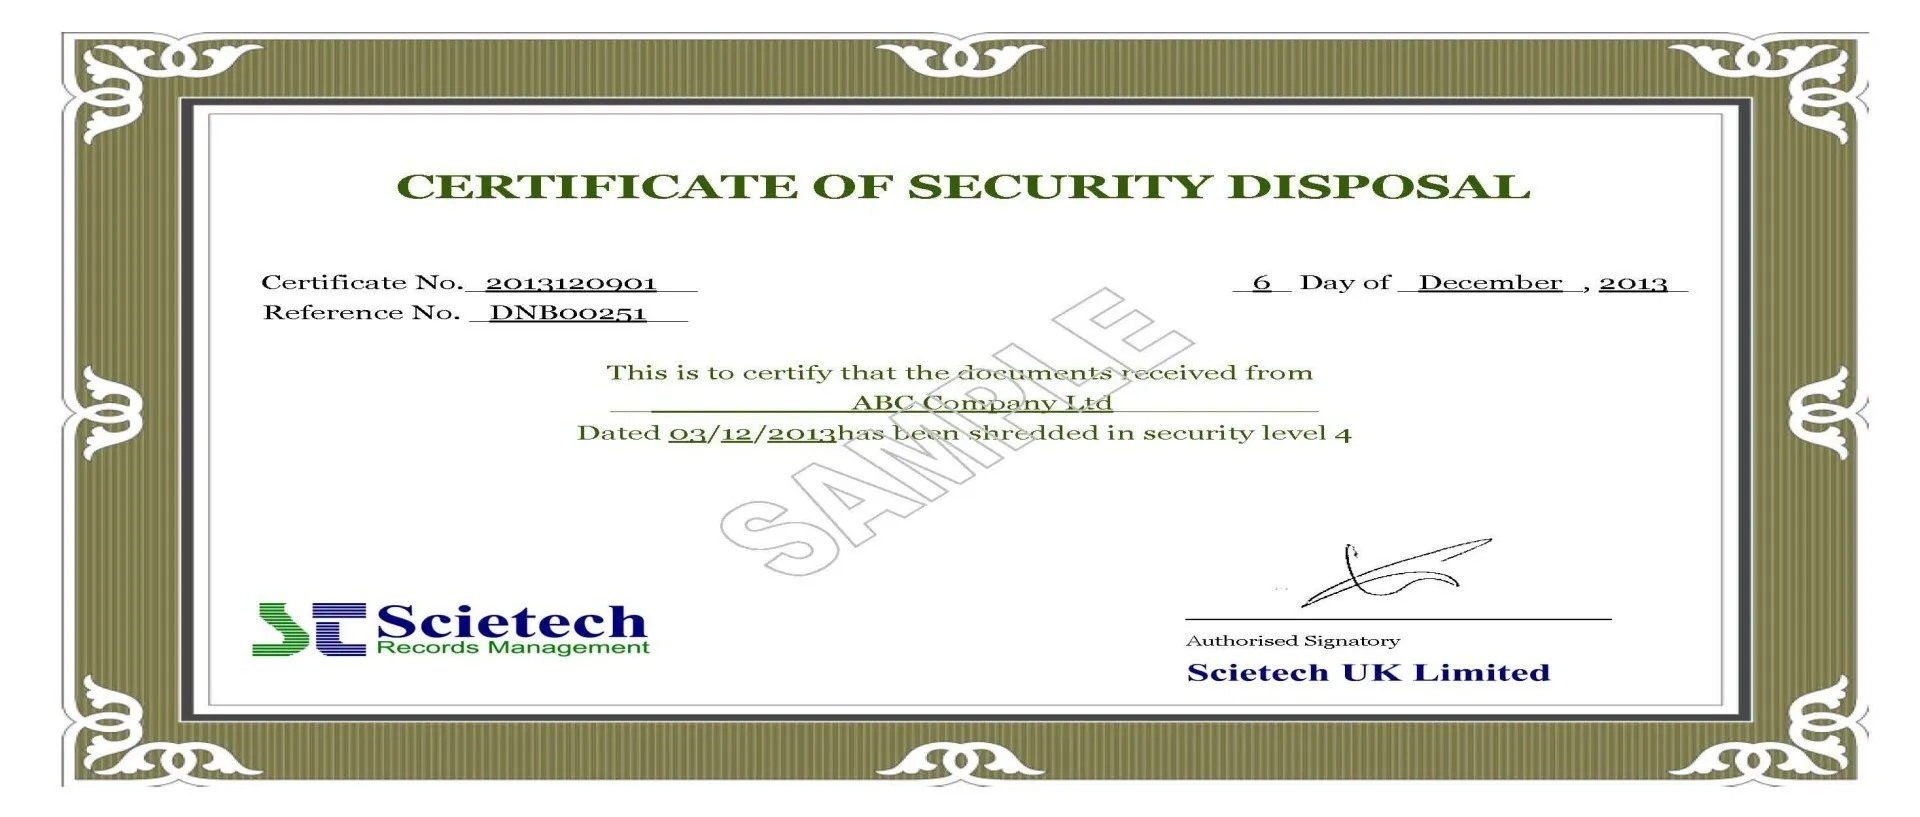 CERTIFICATE OF SECURITY DISPOSAL
Certificate No. 2013120901
6 Day of December , 2013
Reference No. DNB00251
This is to certify that the documents received from
ABC Company Ltd
Dated 03/12/2013has been shredded in security level 4
SAMPLE
ST Scietech
Records Management
Authorised Signatory
Scietech UK Limited